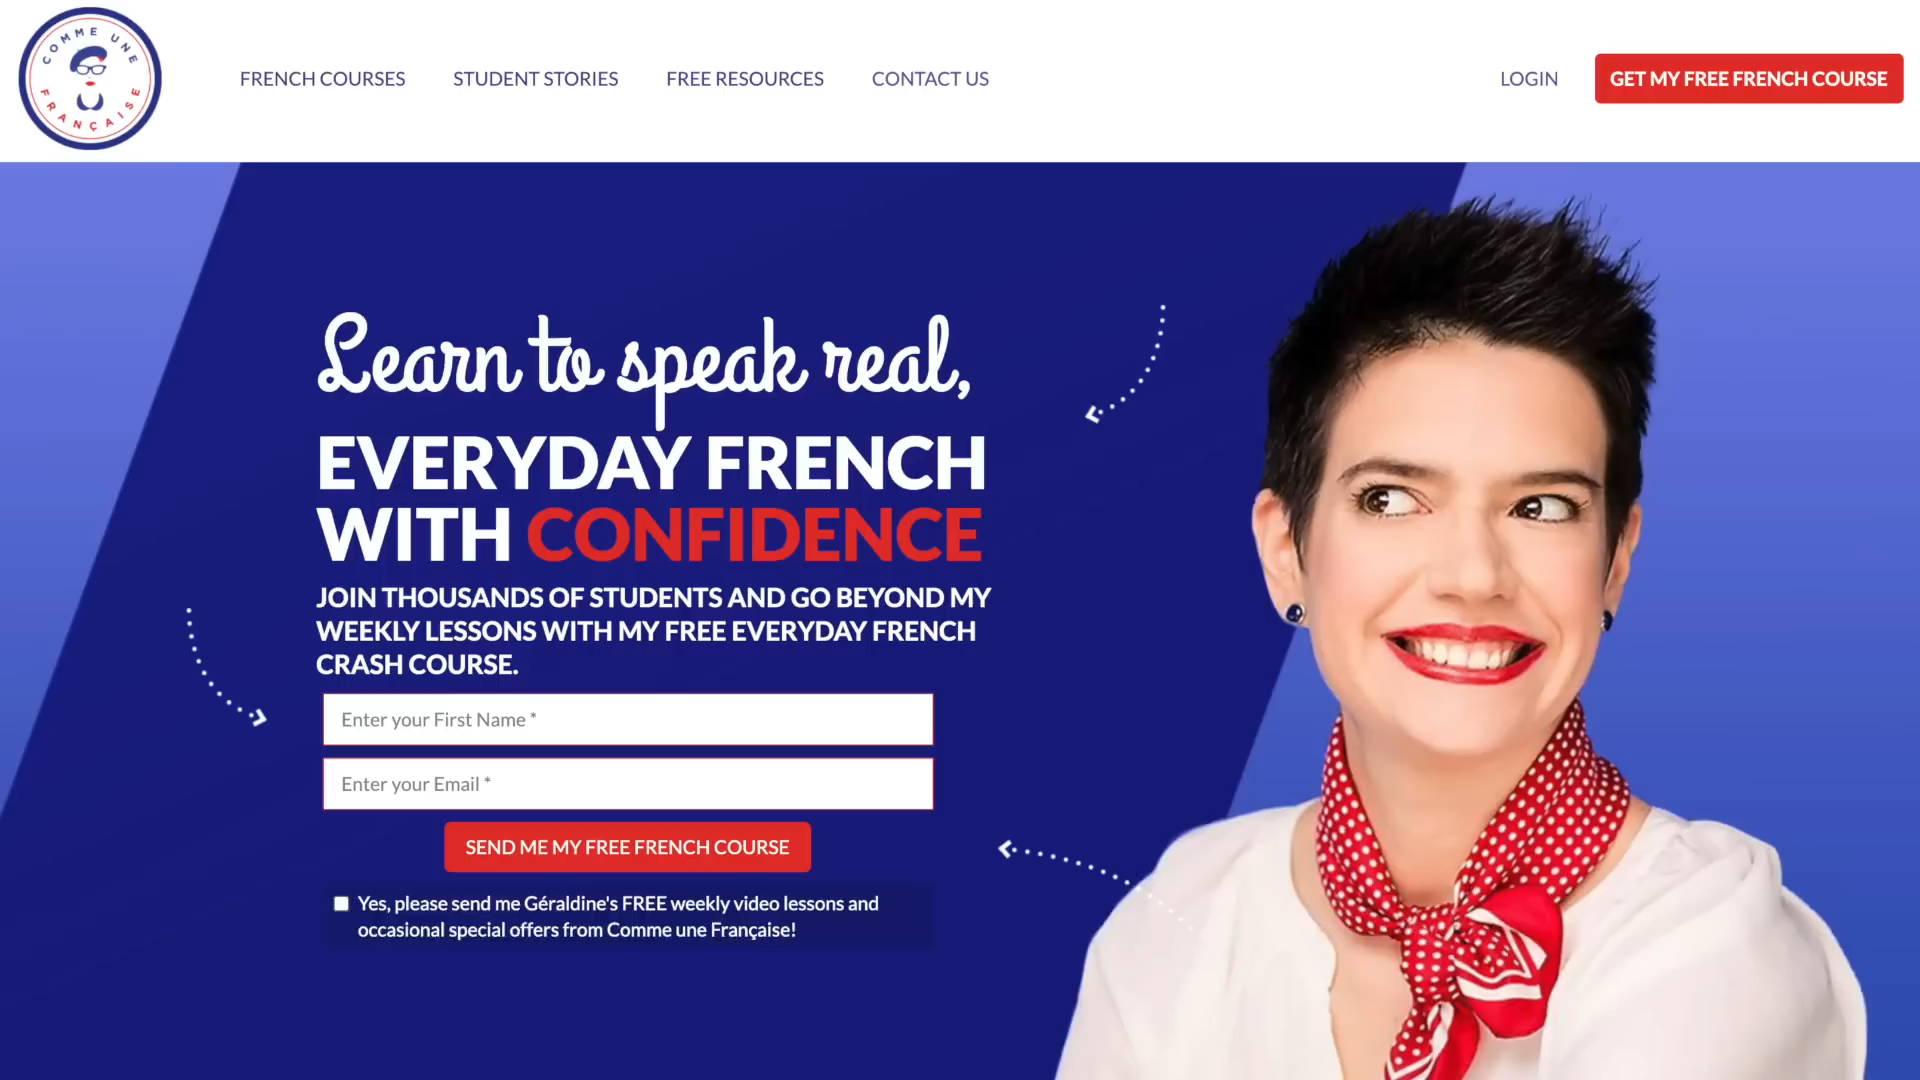 COMME UNE
FRANÇAISE
FRENCH COURSES
STUDENT STORIES
FREE RESOURCES
CONTACT US
LOGIN
GET MY FREE FRENCH COURSE
Learn to speak real,
EVERYDAY FRENCH
WITH CONFIDENCE
JOIN THOUSANDS OF STUDENTS AND GO BEYOND MY
WEEKLY LESSONS WITH MY FREE EVERYDAY FRENCH
CRASH COURSE.
Enter your First Name *
Enter your Email *
SEND ME MY FREE FRENCH COURSE
Yes, please send me Géraldine's FREE weekly video lessons and
occasional special offers from Comme une Française!